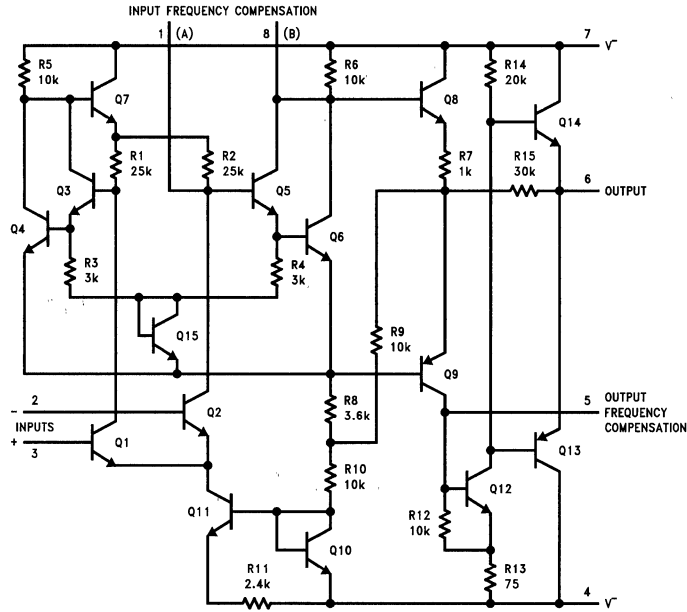 INPUT FREQUENCY COMPENSATION
1 (A)
8 (B)
7 V⁻
R5
10k
Q7
R6
10k
Q8
R14
20k
Q14
R1
25k
R2
25k
R7
1k
R15
30k
6 OUTPUT
Q3
Q5
Q4
Q6
R3
3k
R4
3k
Q15
R9
10k
Q9
5 OUTPUT
FREQUENCY
COMPENSATION
− 2
INPUTS
+ 3
Q2
Q1
R8
3.6k
Q13
R10
10k
Q12
Q11
R12
10k
Q10
R11
2.4k
R13
75
4 V⁻